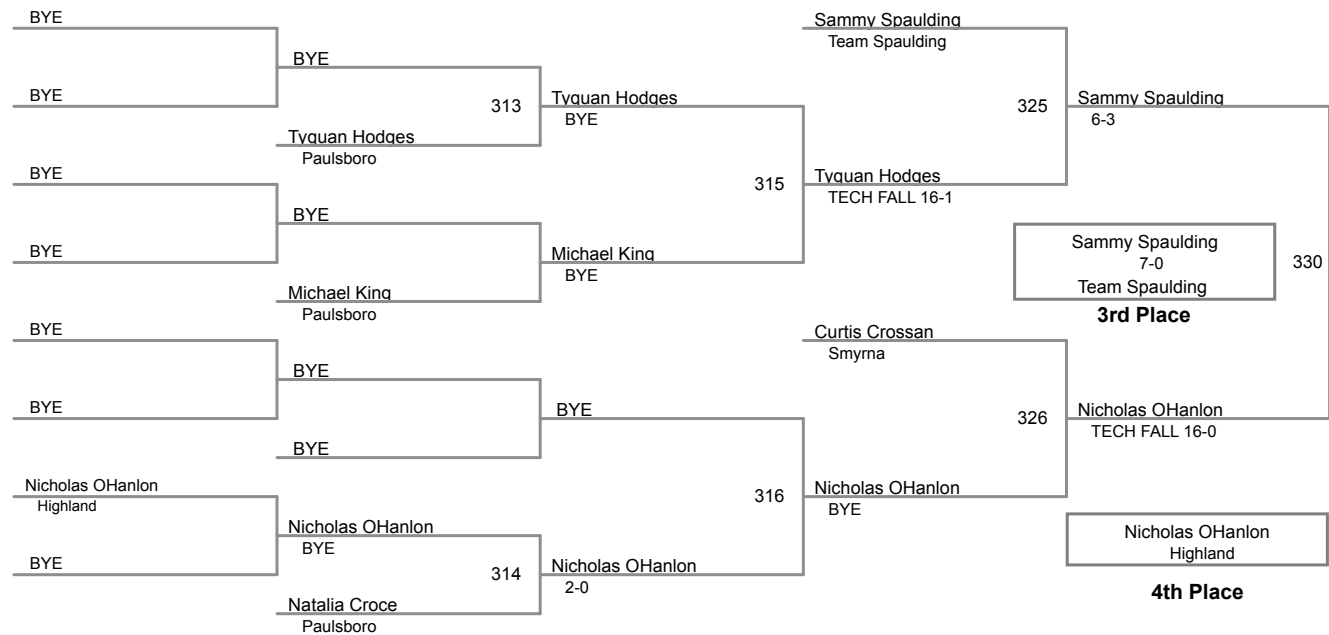 BYE
Sammy Spaulding
Team Spaulding
BYE
BYE
313
Tyquan Hodges
BYE
325
Sammy Spaulding
6-3
Tyquan Hodges
Paulsboro
BYE
315
Tyquan Hodges
TECH FALL 16-1
BYE
BYE
Michael King
BYE
Sammy Spaulding
7-0
Team Spaulding
330
Michael King
Paulsboro
3rd Place
BYE
Curtis Crossan
Smyrna
BYE
BYE
BYE
326
Nicholas OHanlon
TECH FALL 16-0
BYE
Nicholas OHanlon
Highland
316
Nicholas OHanlon
BYE
Nicholas OHanlon
BYE
Nicholas OHanlon
Highland
BYE
314
Nicholas OHanlon
2-0
4th Place
Natalia Croce
Paulsboro